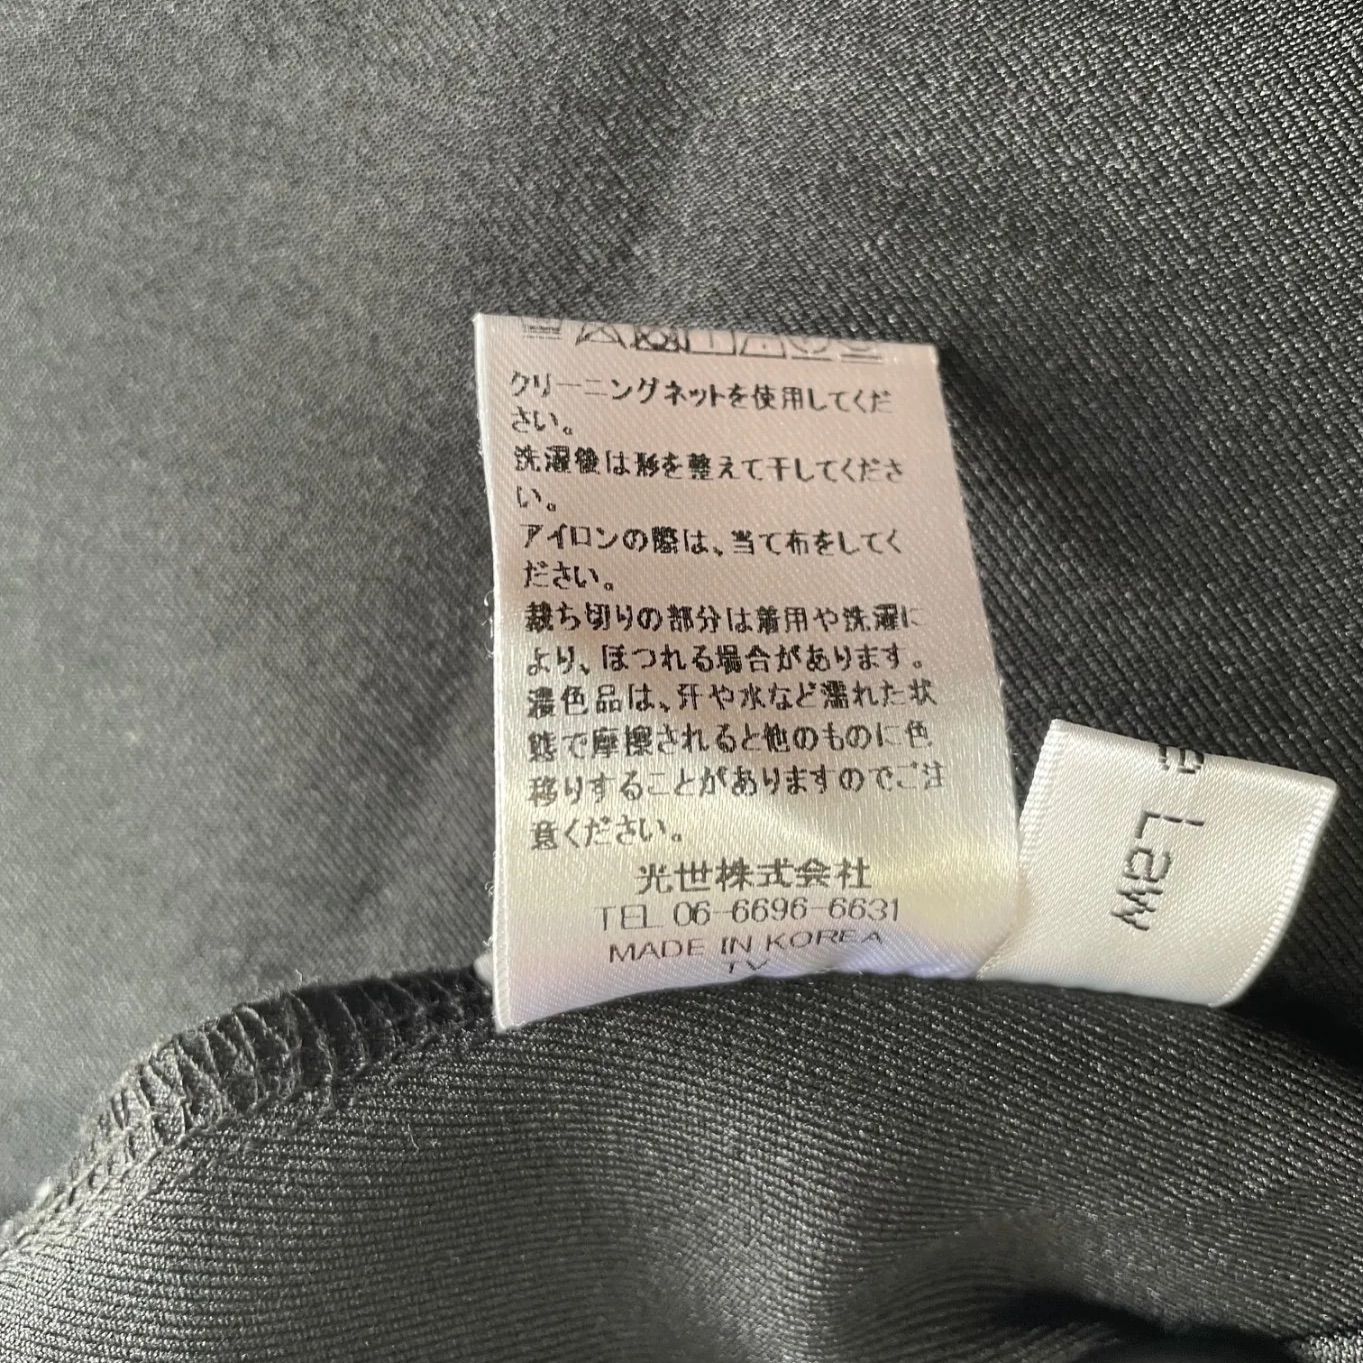 クリーニングネットを使用してくだ
さい。
洗濯後は形を整えて干してくださ
い。
アイロンの際は、当て布をしてく
ださい。
裁ち切りの部分は着用や洗濯に
より、ほつれる場合があります。
濃色品は、汗や水など濡れた状
態で摩擦されると他のものに色
移りすることがありますのでご注
意ください。
光世株式会社
TEL 06-6696-6631
MADE IN KOREA
TV
e Law